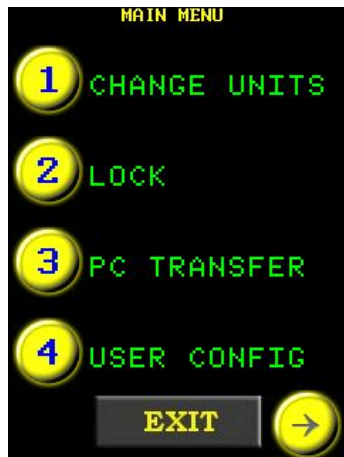 MAIN MENU
1 CHANGE UNITS
2 LOCK
3 PC TRANSFER
4 USER CONFIG
EXIT